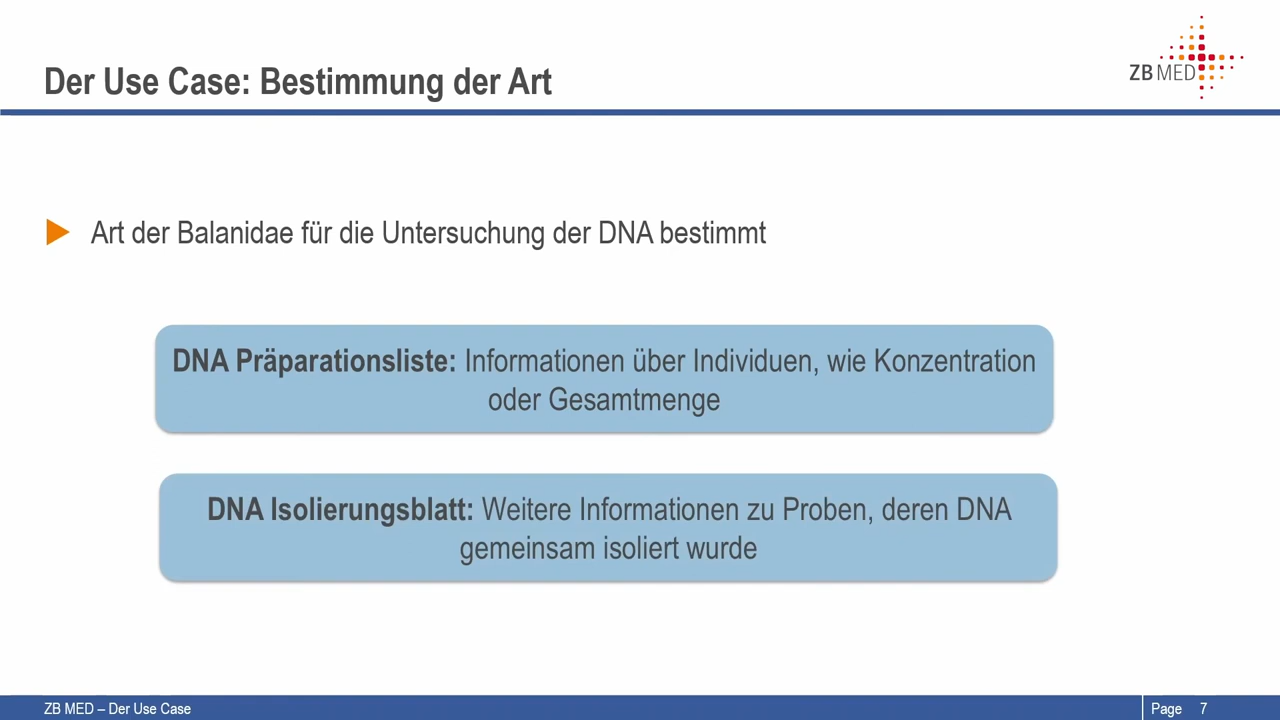 Der Use Case: Bestimmung der Art
ZB MED
Art der Balanidae für die Untersuchung der DNA bestimmt
DNA Präparationsliste: Informationen über Individuen, wie Konzentration
oder Gesamtmenge
DNA Isolierungsblatt: Weitere Informationen zu Proben, deren DNA
gemeinsam isoliert wurde
ZB MED – Der Use Case
Page 7